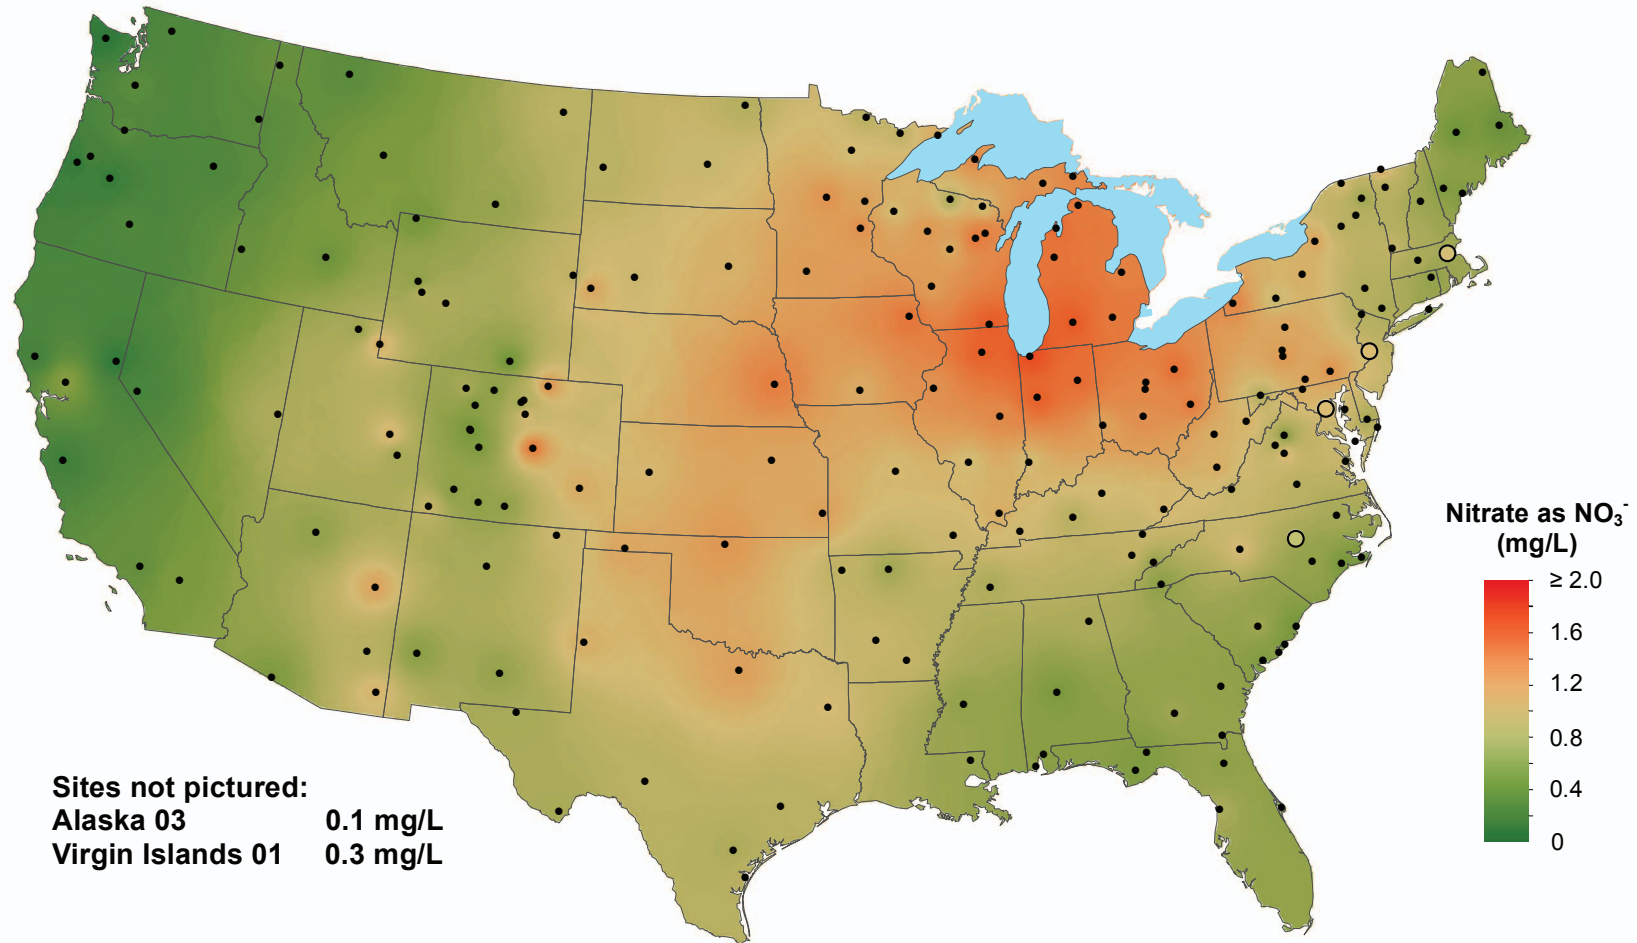 Nitrate as NO₃⁻
(mg/L)
≥ 2.0
1.6
1.2
0.8
0.4
0
Sites not pictured:
Alaska 03 0.1 mg/L
Virgin Islands 01 0.3 mg/L